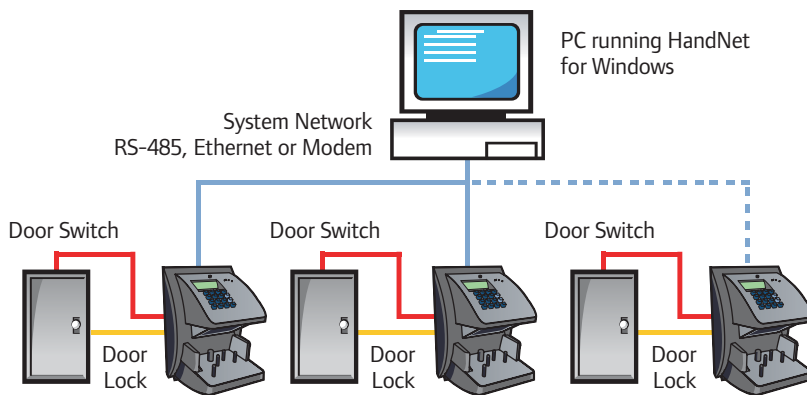 PC running HandNet
for Windows
System Network
RS-485, Ethernet or Modem
Door Switch
Door Switch
Door Switch
Door
Lock
Door
Lock
Door
Lock